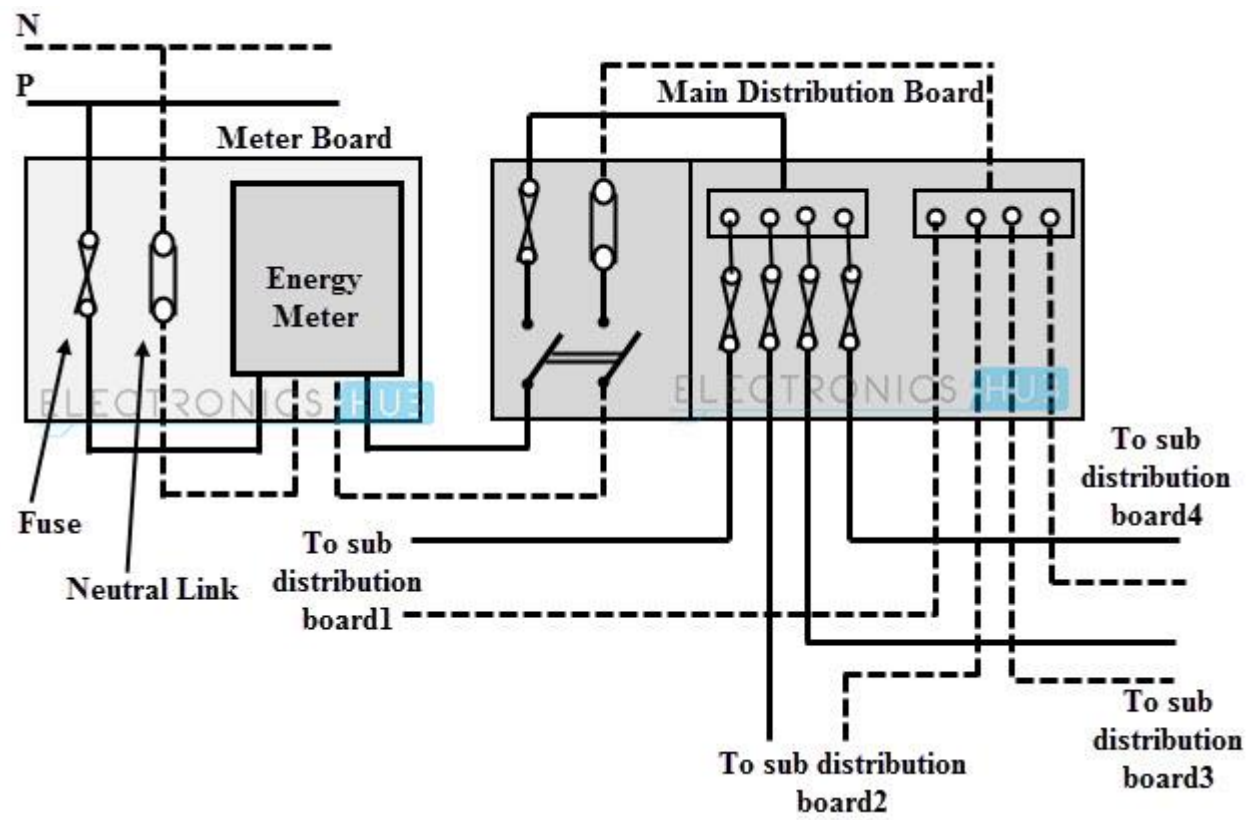 N
P
Meter Board
Main Distribution Board
Energy
Meter
ELECTRONICS HUB
ELECTRONICS HUB
Fuse
Neutral Link
To sub
distribution
board1
To sub
distribution
board4
To sub
distribution
board3
To sub distribution
board2